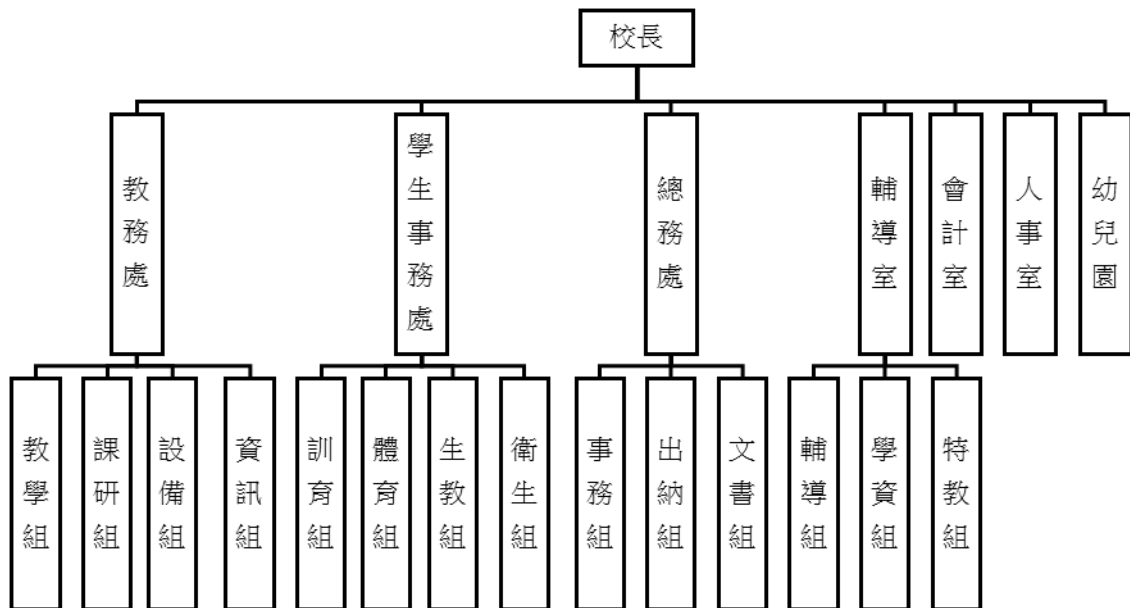 校長
教務處
學生事務處
總務處
輔導室
會計室
人事室
幼兒園
教學組
課研組
設備組
資訊組
訓育組
體育組
生教組
衛生組
事務組
出納組
文書組
輔導組
學資組
特教組